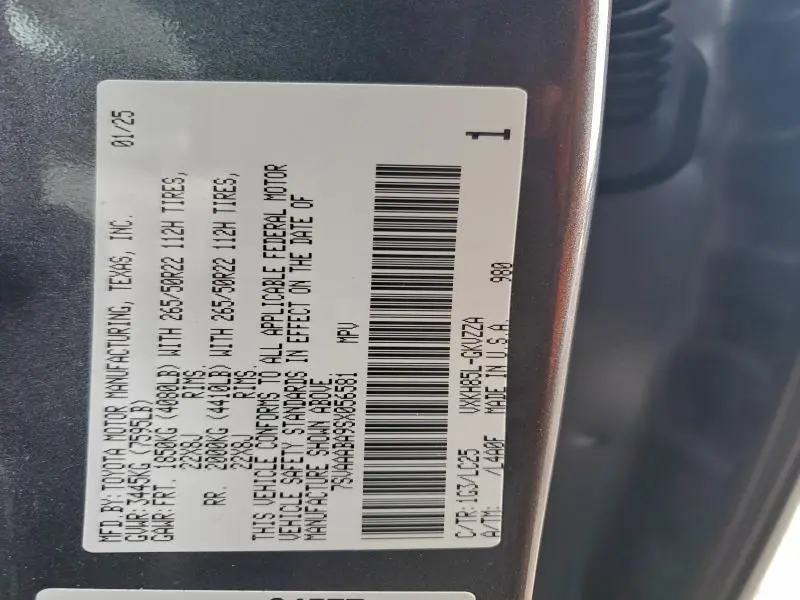 MFD.BY:TOYOTA MOTOR MANUFACTURING, TEXAS, INC. 01/25
GVWR:3445KG (7595LB)
GAWR:FRT. 1850KG (4080LB) WITH 265/50R22 112H TIRES,
22X8J RIMS,
RR. 2000KG (4410LB) WITH 265/50R22 112H TIRES,
22X8J RIMS.
THIS VEHICLE CONFORMS TO ALL APPLICABLE FEDERAL MOTOR
VEHICLE SAFETY STANDARDS IN EFFECT ON THE DATE OF
MANUFACTURE SHOWN ABOVE.
7SVAAABA9SX056581 MPV
1
C/TR:1G3/LC25 VXKH85L-GKVZZA
A/TM: /L4A0F MADE IN U.S.A. 980